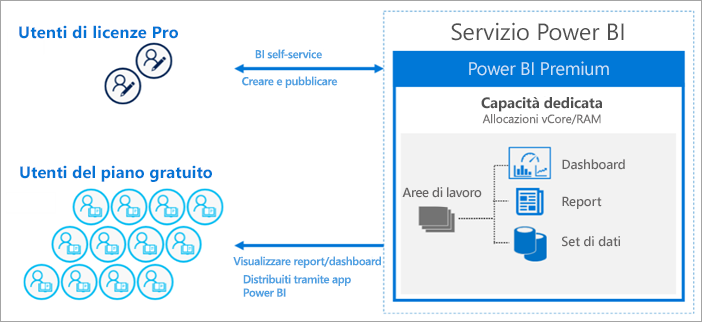 Utenti di licenze Pro
BI self-service
Creare e pubblicare
Utenti del piano gratuito
Visualizzare report/dashboard
Distribuiti tramite app
Power BI
Servizio Power BI
Power BI Premium
Capacità dedicata
Allocazioni vCore/RAM
Aree di lavoro
Dashboard
Report
Set di dati